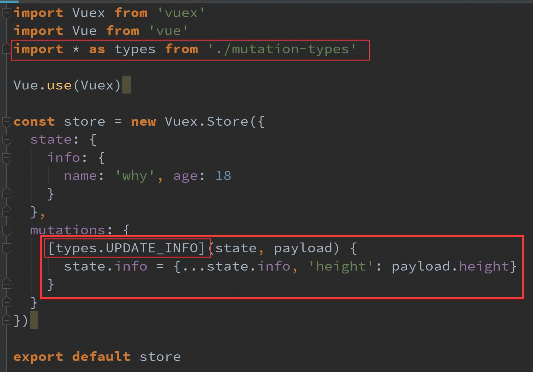 import Vuex from 'vuex'
import Vue from 'vue'
import * as types from './mutation-types'
Vue.use(Vuex)
const store = new Vuex.Store({
state: {
info: {
name: 'why', age: 18
}
},
mutations: {
[types.UPDATE_INFO](state, payload) {
state.info = {...state.info, 'height': payload.height}
}
}
})
export default store